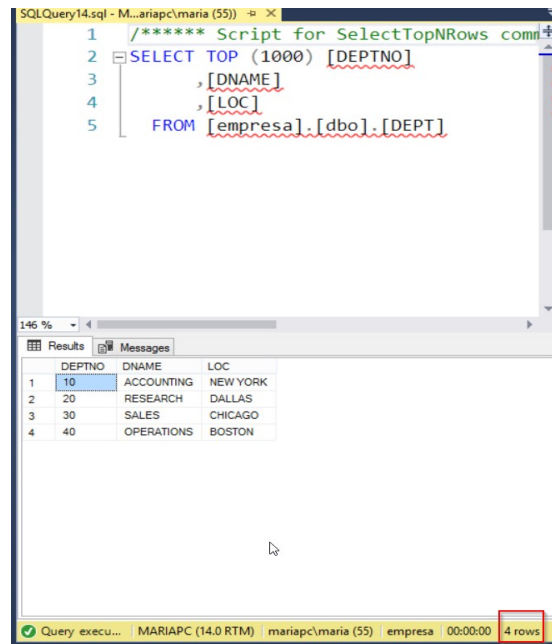 SQLQuery14.sql - M...ariapc\maria (55))
1 /****** Script for SelectTopNRows comm
2 SELECT TOP (1000) [DEPTNO]
3 ,[DNAME]
4 ,[LOC]
5 FROM [empresa].[dbo].[DEPT]
146 %
Results Messages
DEPTNO DNAME LOC
1 10 ACCOUNTING NEW YORK
2 20 RESEARCH DALLAS
3 30 SALES CHICAGO
4 40 OPERATIONS BOSTON
Query execu... MARIAPC (14.0 RTM) mariapc\maria (55) empresa 00:00:00 4 rows